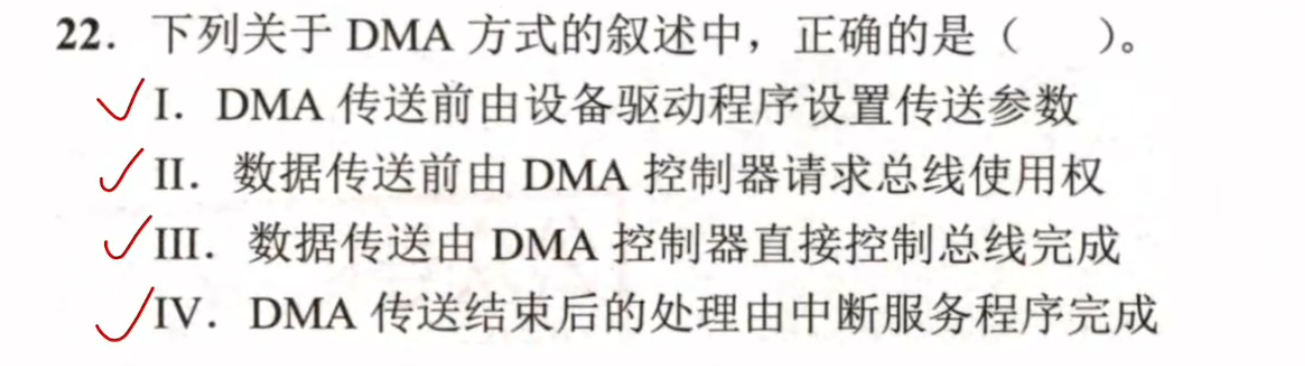 22. 下列关于 DMA 方式的叙述中，正确的是（　　）。
I. DMA 传送前由设备驱动程序设置传送参数
II. 数据传送前由 DMA 控制器请求总线使用权
III. 数据传送由 DMA 控制器直接控制总线完成
IV. DMA 传送结束后的处理由中断服务程序完成